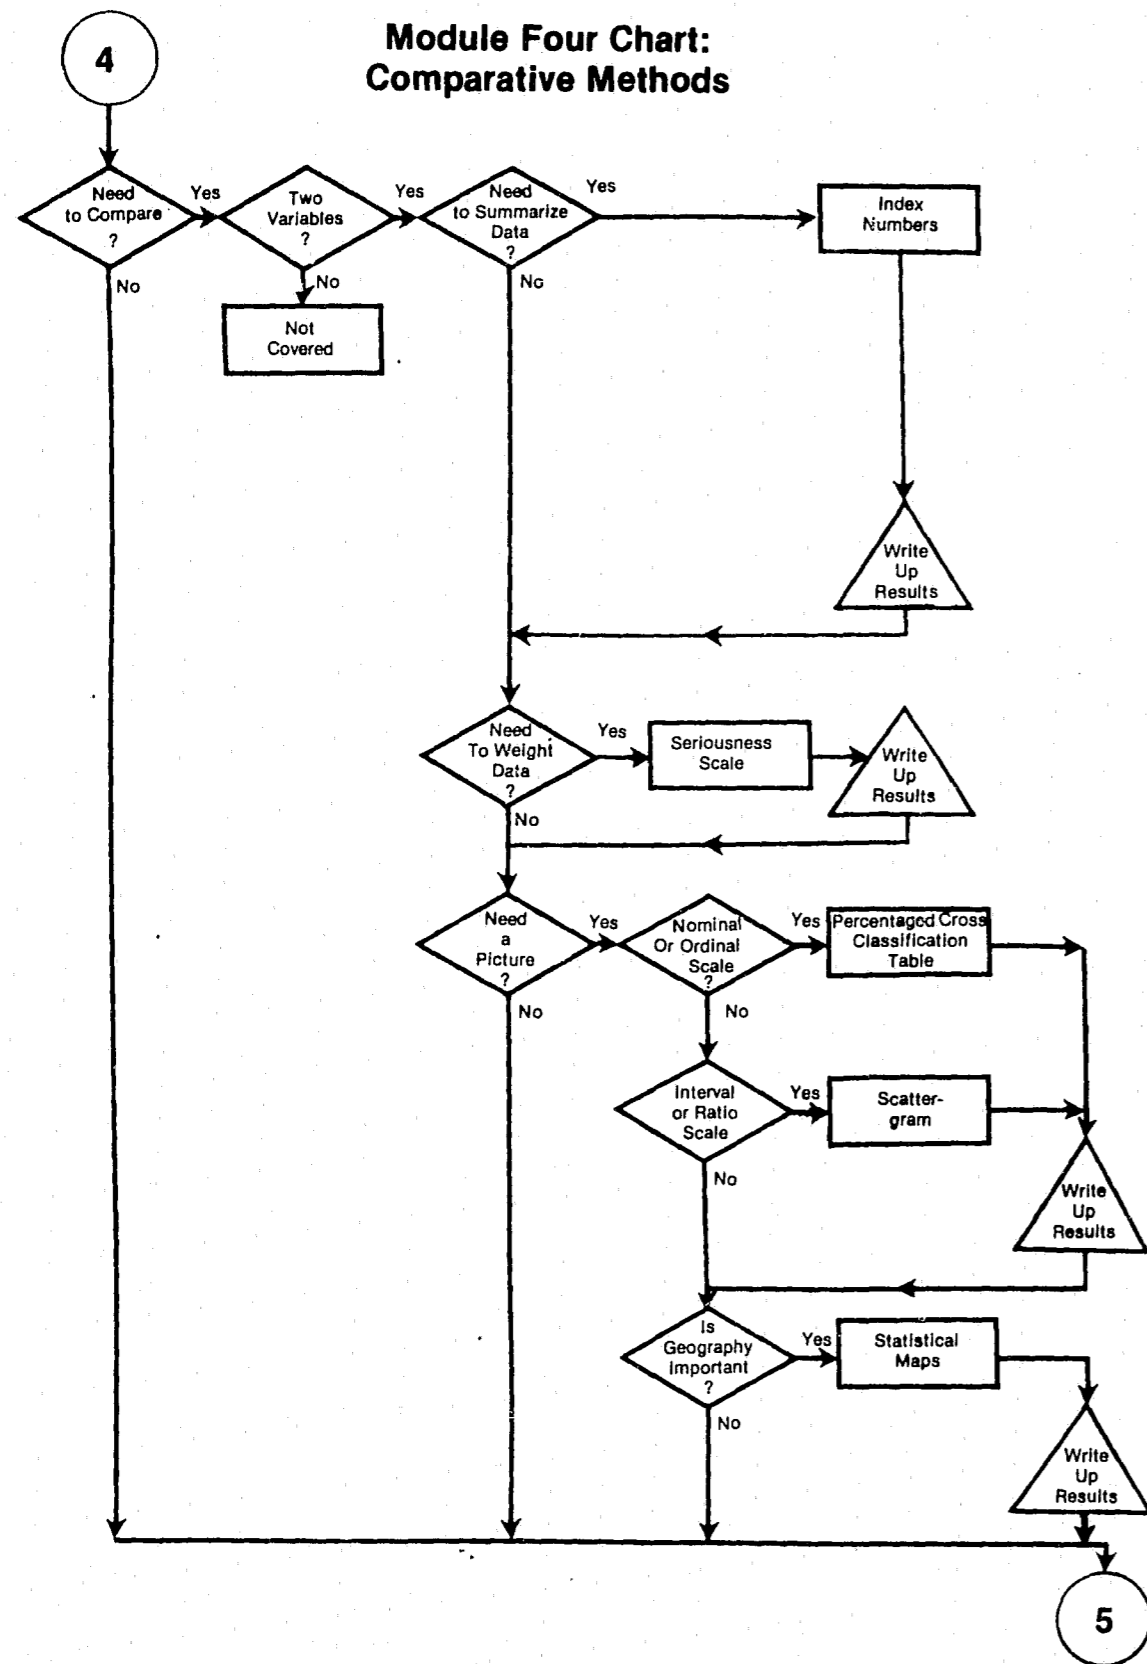 4
Module Four Chart:
Comparative Methods
Need
to Compare
?
Yes
No
Two
Variables
?
Yes
No
Not
Covered
Need
to Summarize
Data
?
Yes
No
Index
Numbers
Write
Up
Results
Need
To Weight
Data
?
Yes
No
Seriousness
Scale
Write
Up
Results
Need
a
Picture
?
Yes
No
Nominal
Or Ordinal
Scale
?
Yes
No
Percentaged Cross
Classification
Table
Interval
or Ratio
Scale
Yes
No
Scatter-
gram
Write
Up
Results
Is
Geography
Important
?
Yes
No
Statistical
Maps
Write
Up
Results
5